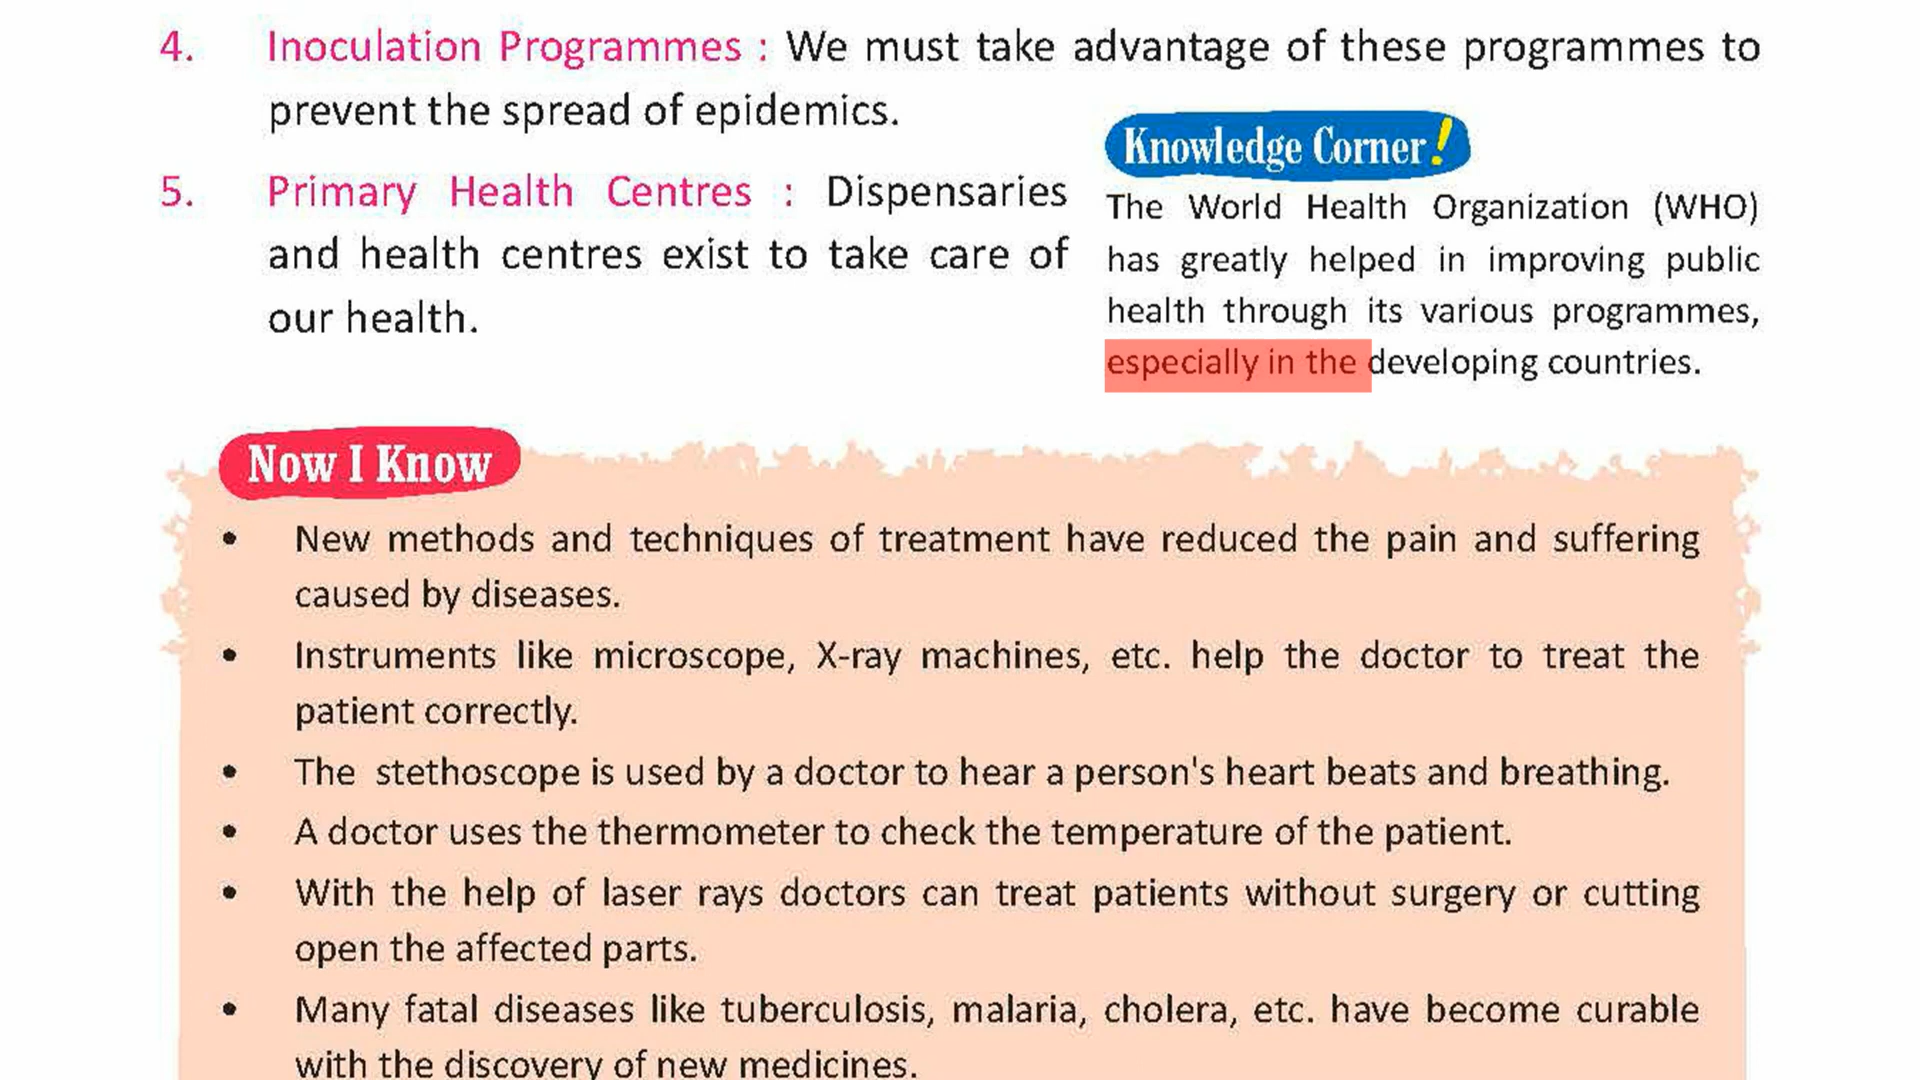 4. Inoculation Programmes : We must take advantage of these programmes to
prevent the spread of epidemics.
5. Primary Health Centres : Dispensaries
and health centres exist to take care of
our health.
Knowledge Corner!
The World Health Organization (WHO)
has greatly helped in improving public
health through its various programmes,
especially in the developing countries.
Now I Know
• New methods and techniques of treatment have reduced the pain and suffering
caused by diseases.
• Instruments like microscope, X-ray machines, etc. help the doctor to treat the
patient correctly.
• The stethoscope is used by a doctor to hear a person's heart beats and breathing.
• A doctor uses the thermometer to check the temperature of the patient.
• With the help of laser rays doctors can treat patients without surgery or cutting
open the affected parts.
• Many fatal diseases like tuberculosis, malaria, cholera, etc. have become curable
with the discovery of new medicines.